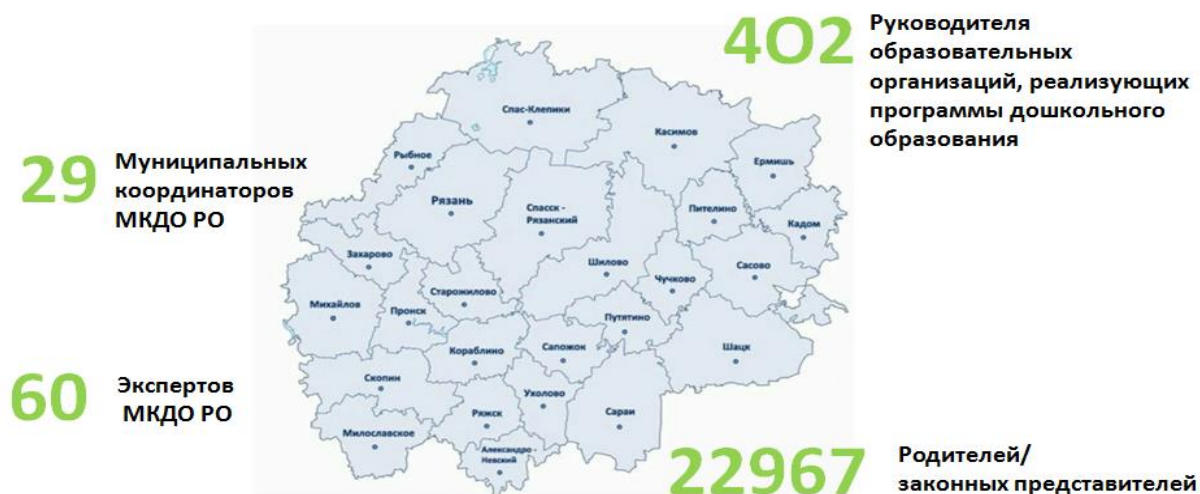 402
Руководителя
образовательных
организаций, реализующих
программы дошкольного
образования
29
Муниципальных
координаторов
МКДО РО
60
Экспертов
МКДО РО
22967
Родителей/
законных представителей
Спас-Клепики
Касимов
Ермишь
Рыбное
Рязань
Спасск -
Рязанский
Пителино
Кадом
Захарово
Шилово
Чучково
Сасово
Михайлов
Старожилово
Пронск
Путятино
Шацк
Кораблино
Сапожок
Скопин
Ухолово
Сараи
Ряжск
Милославское
Александро -
Невский